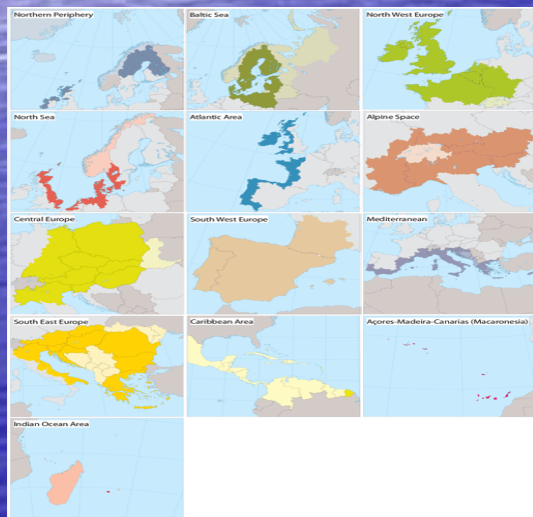 Northern Periphery
Baltic Sea
North West Europe
North Sea
Atlantic Area
Alpine Space
Central Europe
South West Europe
Mediterranean
South East Europe
Caribbean Area
Açores-Madeira-Canarias (Macaronesia)
Indian Ocean Area